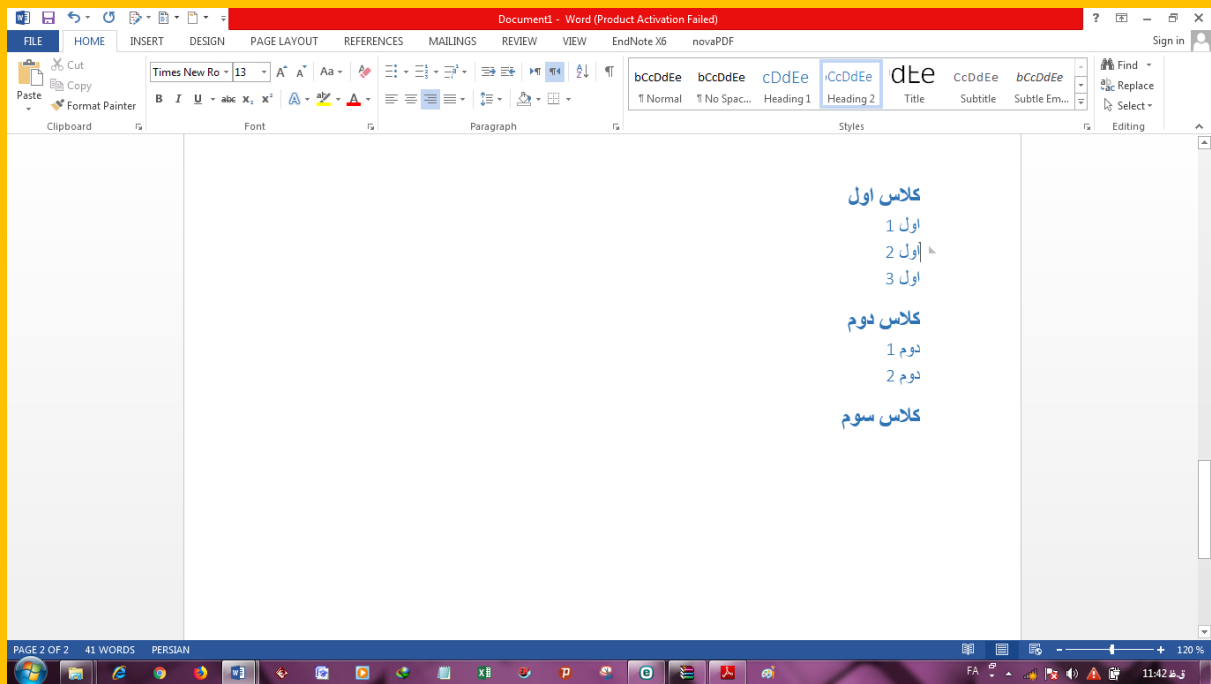 Document1 - Word (Product Activation Failed)
FILE HOME INSERT DESIGN PAGE LAYOUT REFERENCES MAILINGS REVIEW VIEW EndNote X6 novaPDF Sign in
Cut
Copy
Paste
Format Painter
Clipboard
Times New Ro 13
Font
Paragraph
bCcDdEe bCcDdEe cDdEe CcDdEe dEe CcDdEe bCcDdEe
¶ Normal ¶ No Spac... Heading 1 Heading 2 Title Subtitle Subtle Em...
Styles
Find
Replace
Select
Editing
کلاس اول
اول 1
اول 2
اول 3
کلاس دوم
دوم 1
دوم 2
کلاس سوم
PAGE 2 OF 2 41 WORDS PERSIAN 120 %
FA 11:42 ق.ظ